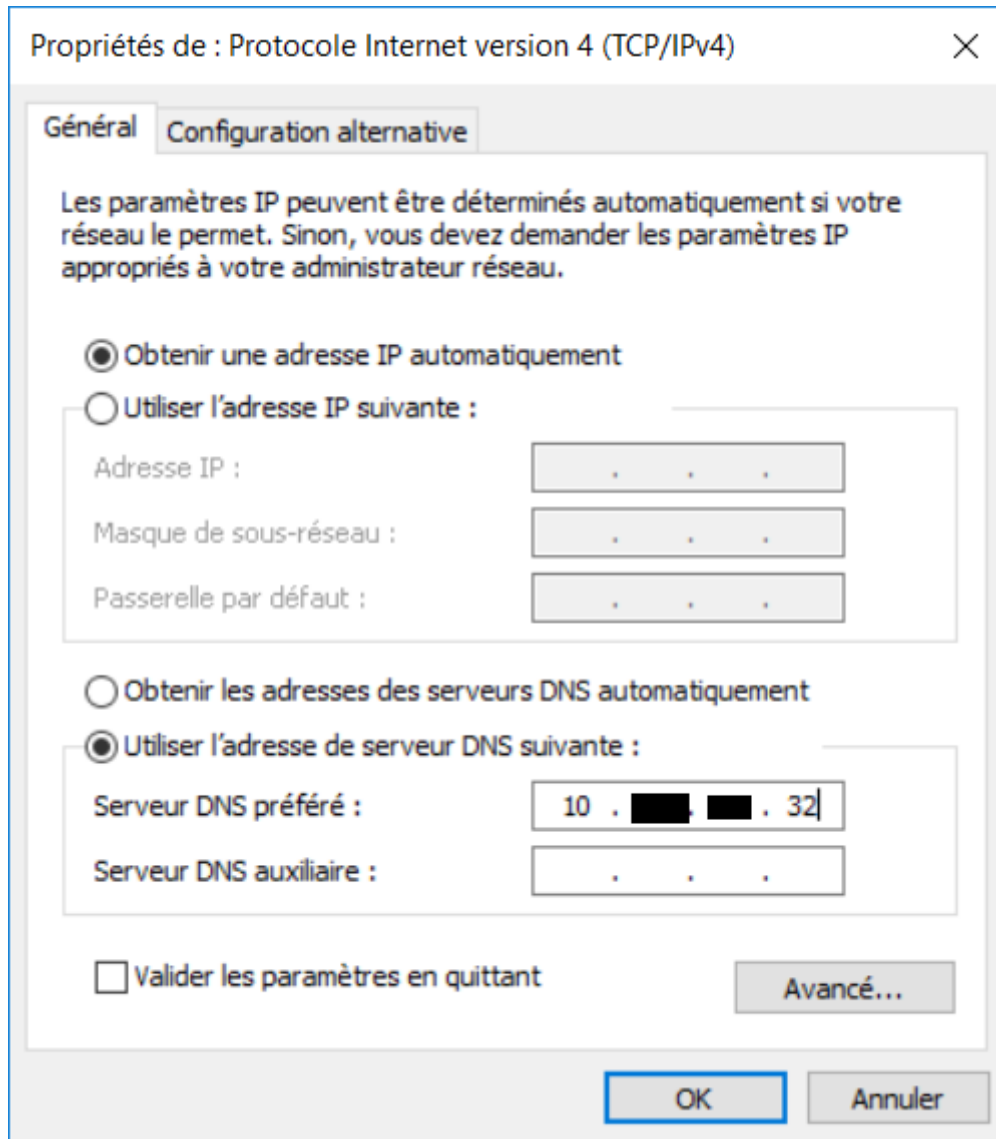 Propriétés de : Protocole Internet version 4 (TCP/IPv4)
Général
Configuration alternative
Les paramètres IP peuvent être déterminés automatiquement si votre
réseau le permet. Sinon, vous devez demander les paramètres IP
appropriés à votre administrateur réseau.
Obtenir une adresse IP automatiquement
Utiliser l'adresse IP suivante :
Adresse IP : . . .
Masque de sous-réseau : . . .
Passerelle par défaut : . . .
Obtenir les adresses des serveurs DNS automatiquement
Utiliser l'adresse de serveur DNS suivante :
Serveur DNS préféré : 10 . . . 32
Serveur DNS auxiliaire : . . .
Valider les paramètres en quittant
Avancé...
OK
Annuler